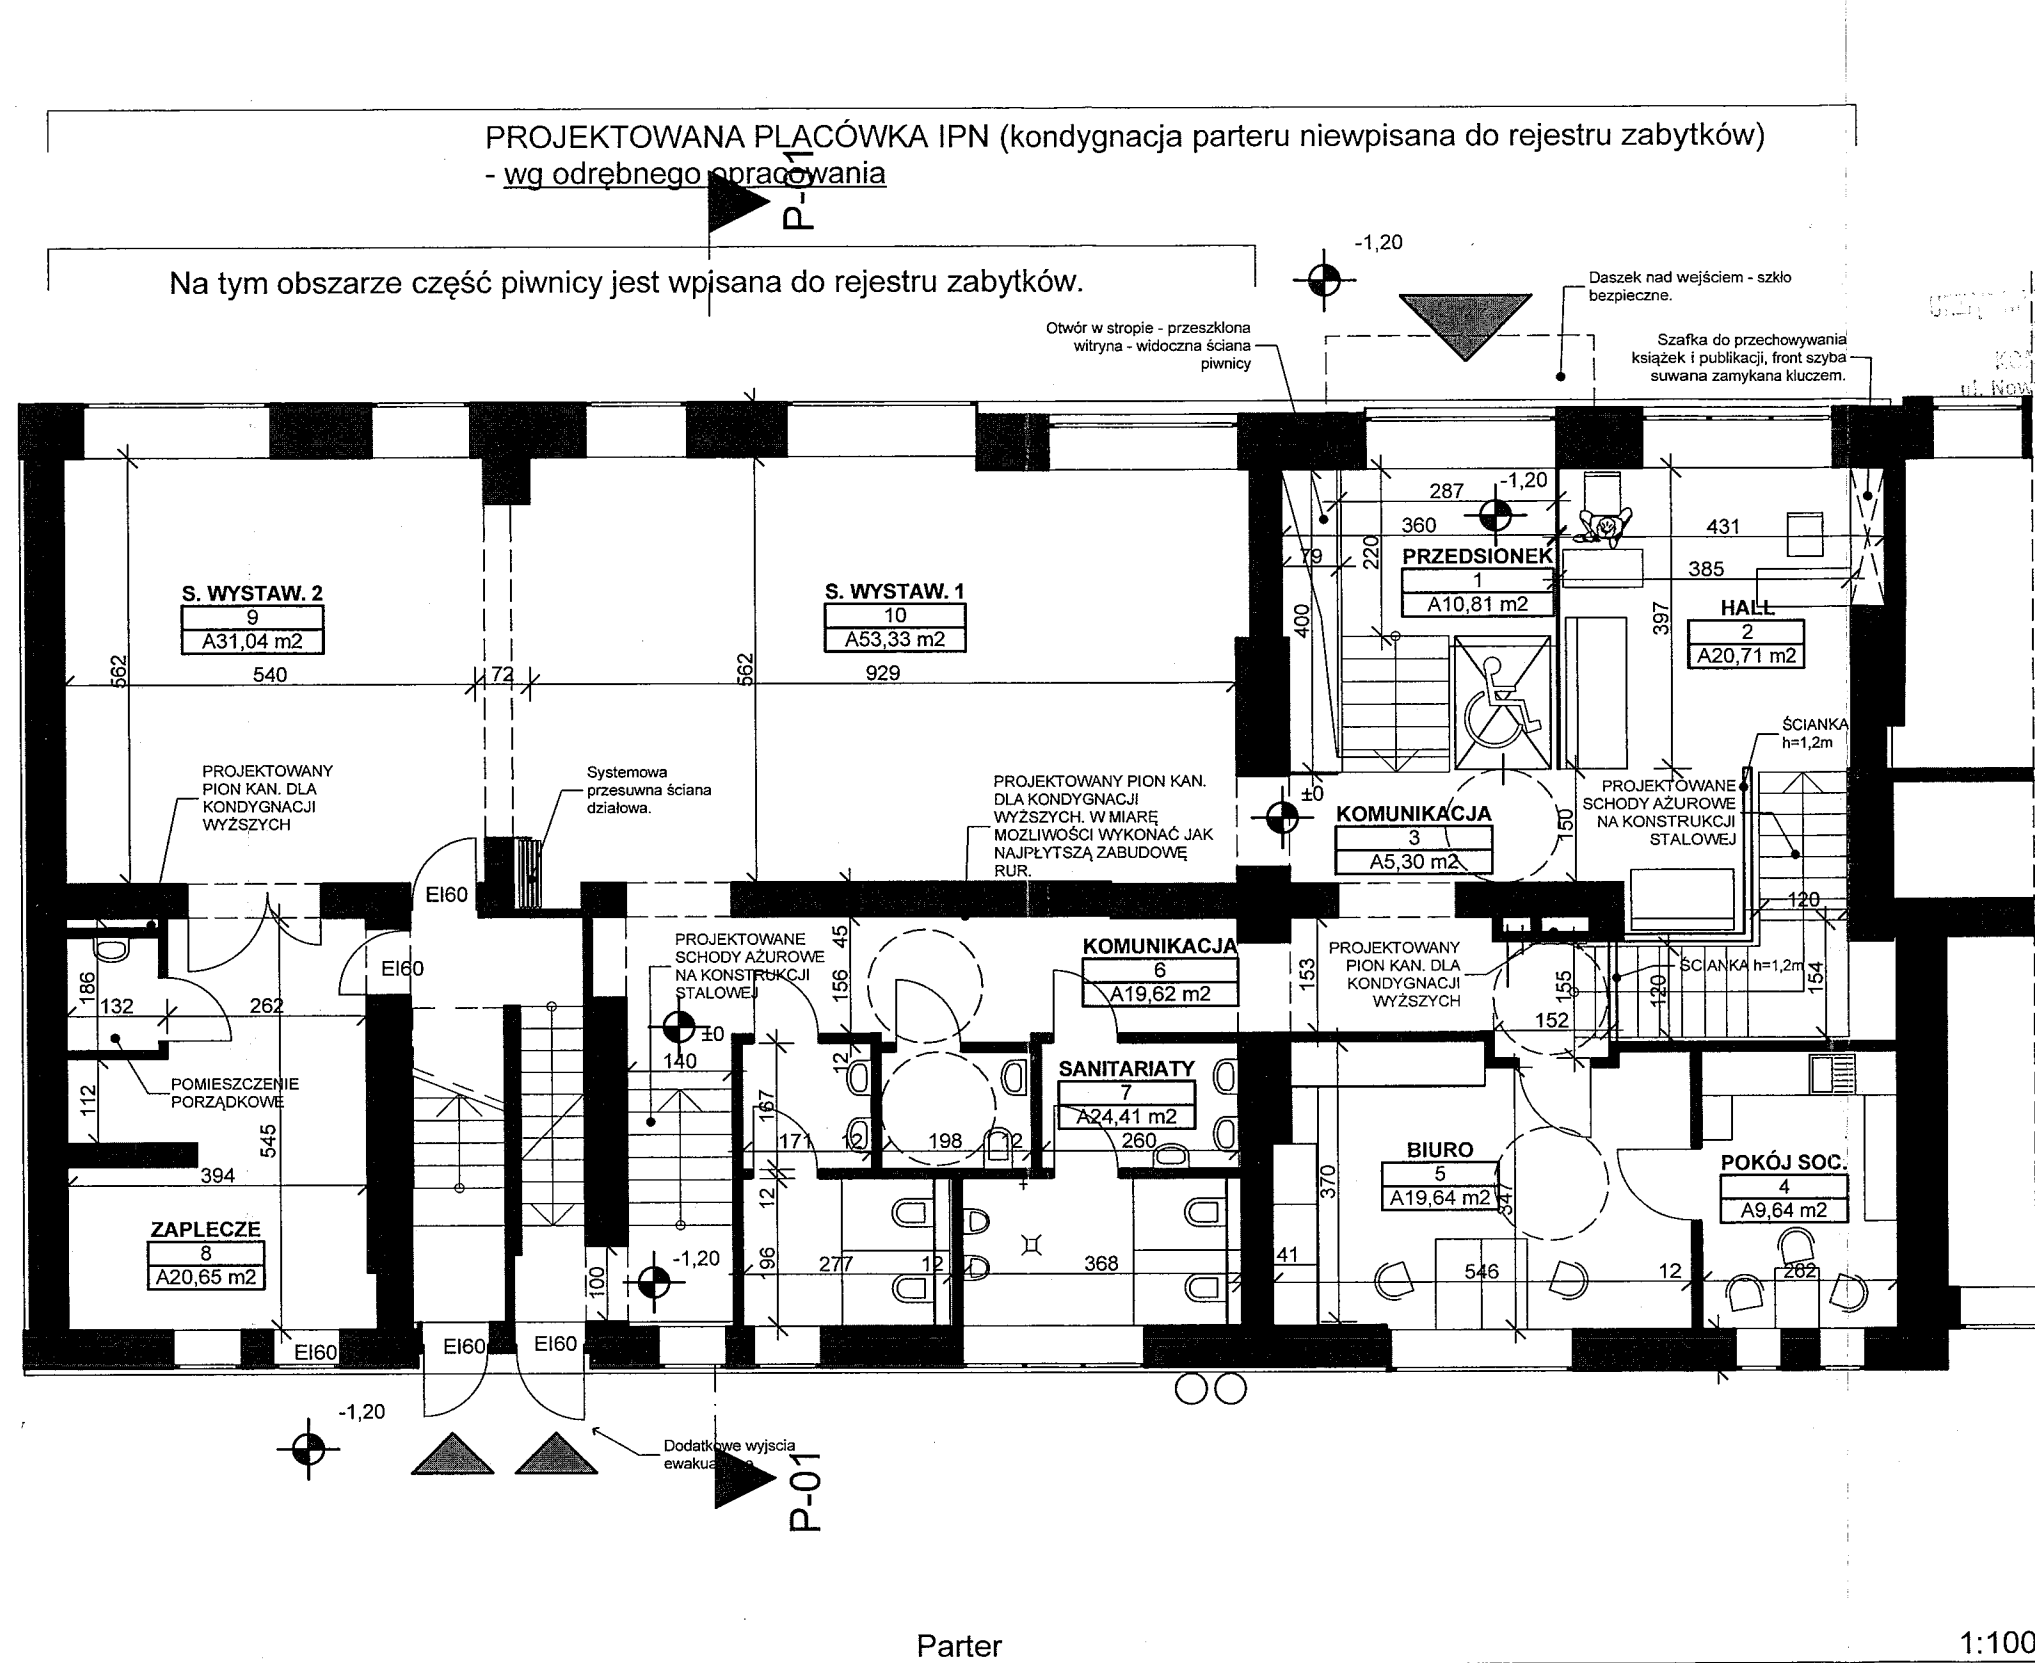 PROJEKTOWANA PLACÓWKA IPN (kondygnacja parteru niewpisana do rejestru zabytków)
- wg odrębnego opracowania
P-01
Na tym obszarze część piwnicy jest wpisana do rejestru zabytków.
-1,20
Daszek nad wejściem - szkło
bezpieczne.
Otwór w stropie - przeszklona
witryna - widoczna ściana
piwnicy
Szafka do przechowywania
książek i publikacji, front szyba
suwana zamykana kluczem.
ul. Now
287
-1,20
360
431
79
220
385
400
397
PRZEDSIONEK
1
A10,81 m2
HALL
2
A20,71 m2
S. WYSTAW. 2
9
A31,04 m2
S. WYSTAW. 1
10
A53,33 m2
562
540
72
562
929
ŚCIANKA
h=1,2m
PROJEKTOWANY
PION KAN. DLA
KONDYGNACJI
WYŻSZYCH
Systemowa
przesuwna ściana
działowa.
PROJEKTOWANY PION KAN.
DLA KONDYGNACJI
WYŻSZYCH. W MIARĘ
MOZLIWOŚCI WYKONAĆ JAK
NAJPŁYTSZĄ ZABUDOWĘ
RUR.
±0
KOMUNIKACJA
3
A5,30 m2
150
PROJEKTOWANE
SCHODY AŻUROWE
NA KONSTRUKCJI
STALOWEJ
EI60
120
EI60
186
132
262
PROJEKTOWANE
SCHODY AŻUROWE
NA KONSTRUKCJI
STALOWEJ
45
156
KOMUNIKACJA
6
A19,62 m2
153
PROJEKTOWANY
PION KAN. DLA
KONDYGNACJI
WYŻSZYCH
155
ŚCIANKA h=1,2m
120
154
152
±0
140
12
167
171
12
198
12
260
SANITARIATY
7
A24,41 m2
POMIESZCZENIE
PORZĄDKOWE
112
545
394
ZAPLECZE
8
A20,65 m2
370
BIURO
5
A19,64 m2
347
POKÓJ SOC.
4
A9,64 m2
12
196
277
12
368
41
546
12
262
100
-1,20
EI60
EI60
EI60
-1,20
Dodatkowe wyjscia
P-01
Parter
1:100